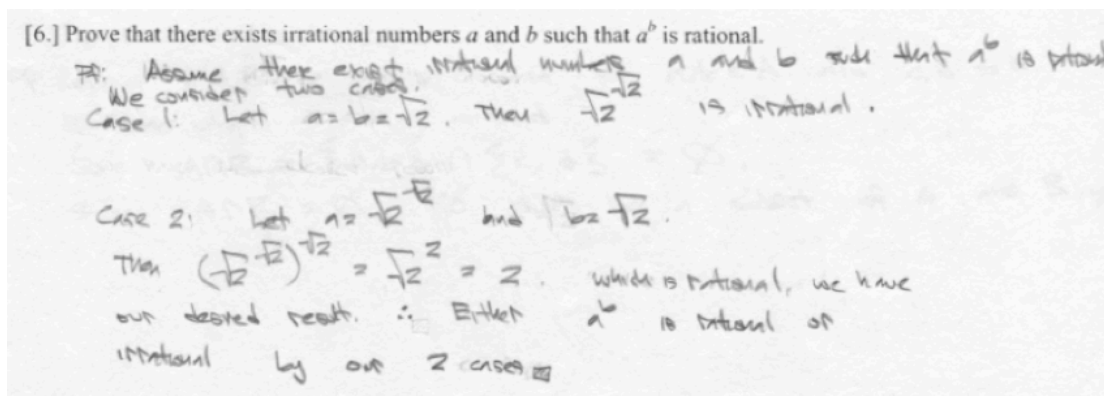 [6.] Prove that there exists irrational numbers a and b such that a^b is rational.
Pf: Assume there exist irrational numbers a and b such that a^b is rational
We consider two cases.
Case 1: Let a = b = √2. Then √2^√2 is irrational.
Case 2: Let a = √2^√2 and b = √2.
Then (√2^√2)^√2 = √2^2 = 2. which is rational, we have
our desired result. ∴ Either a^b is rational or
irrational by our 2 cases